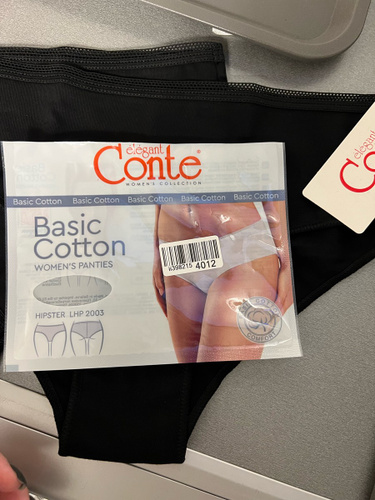 elegant
Conte®
WOMEN'S COLLECTION
Basic Cotton Basic Cotton Basic Cotton Basic Cotton Basic Cotton
Basic
Cotton
WOMEN'S PANTIES
4012
HIPSTER LHP 2003
COMFORT
elegant
C